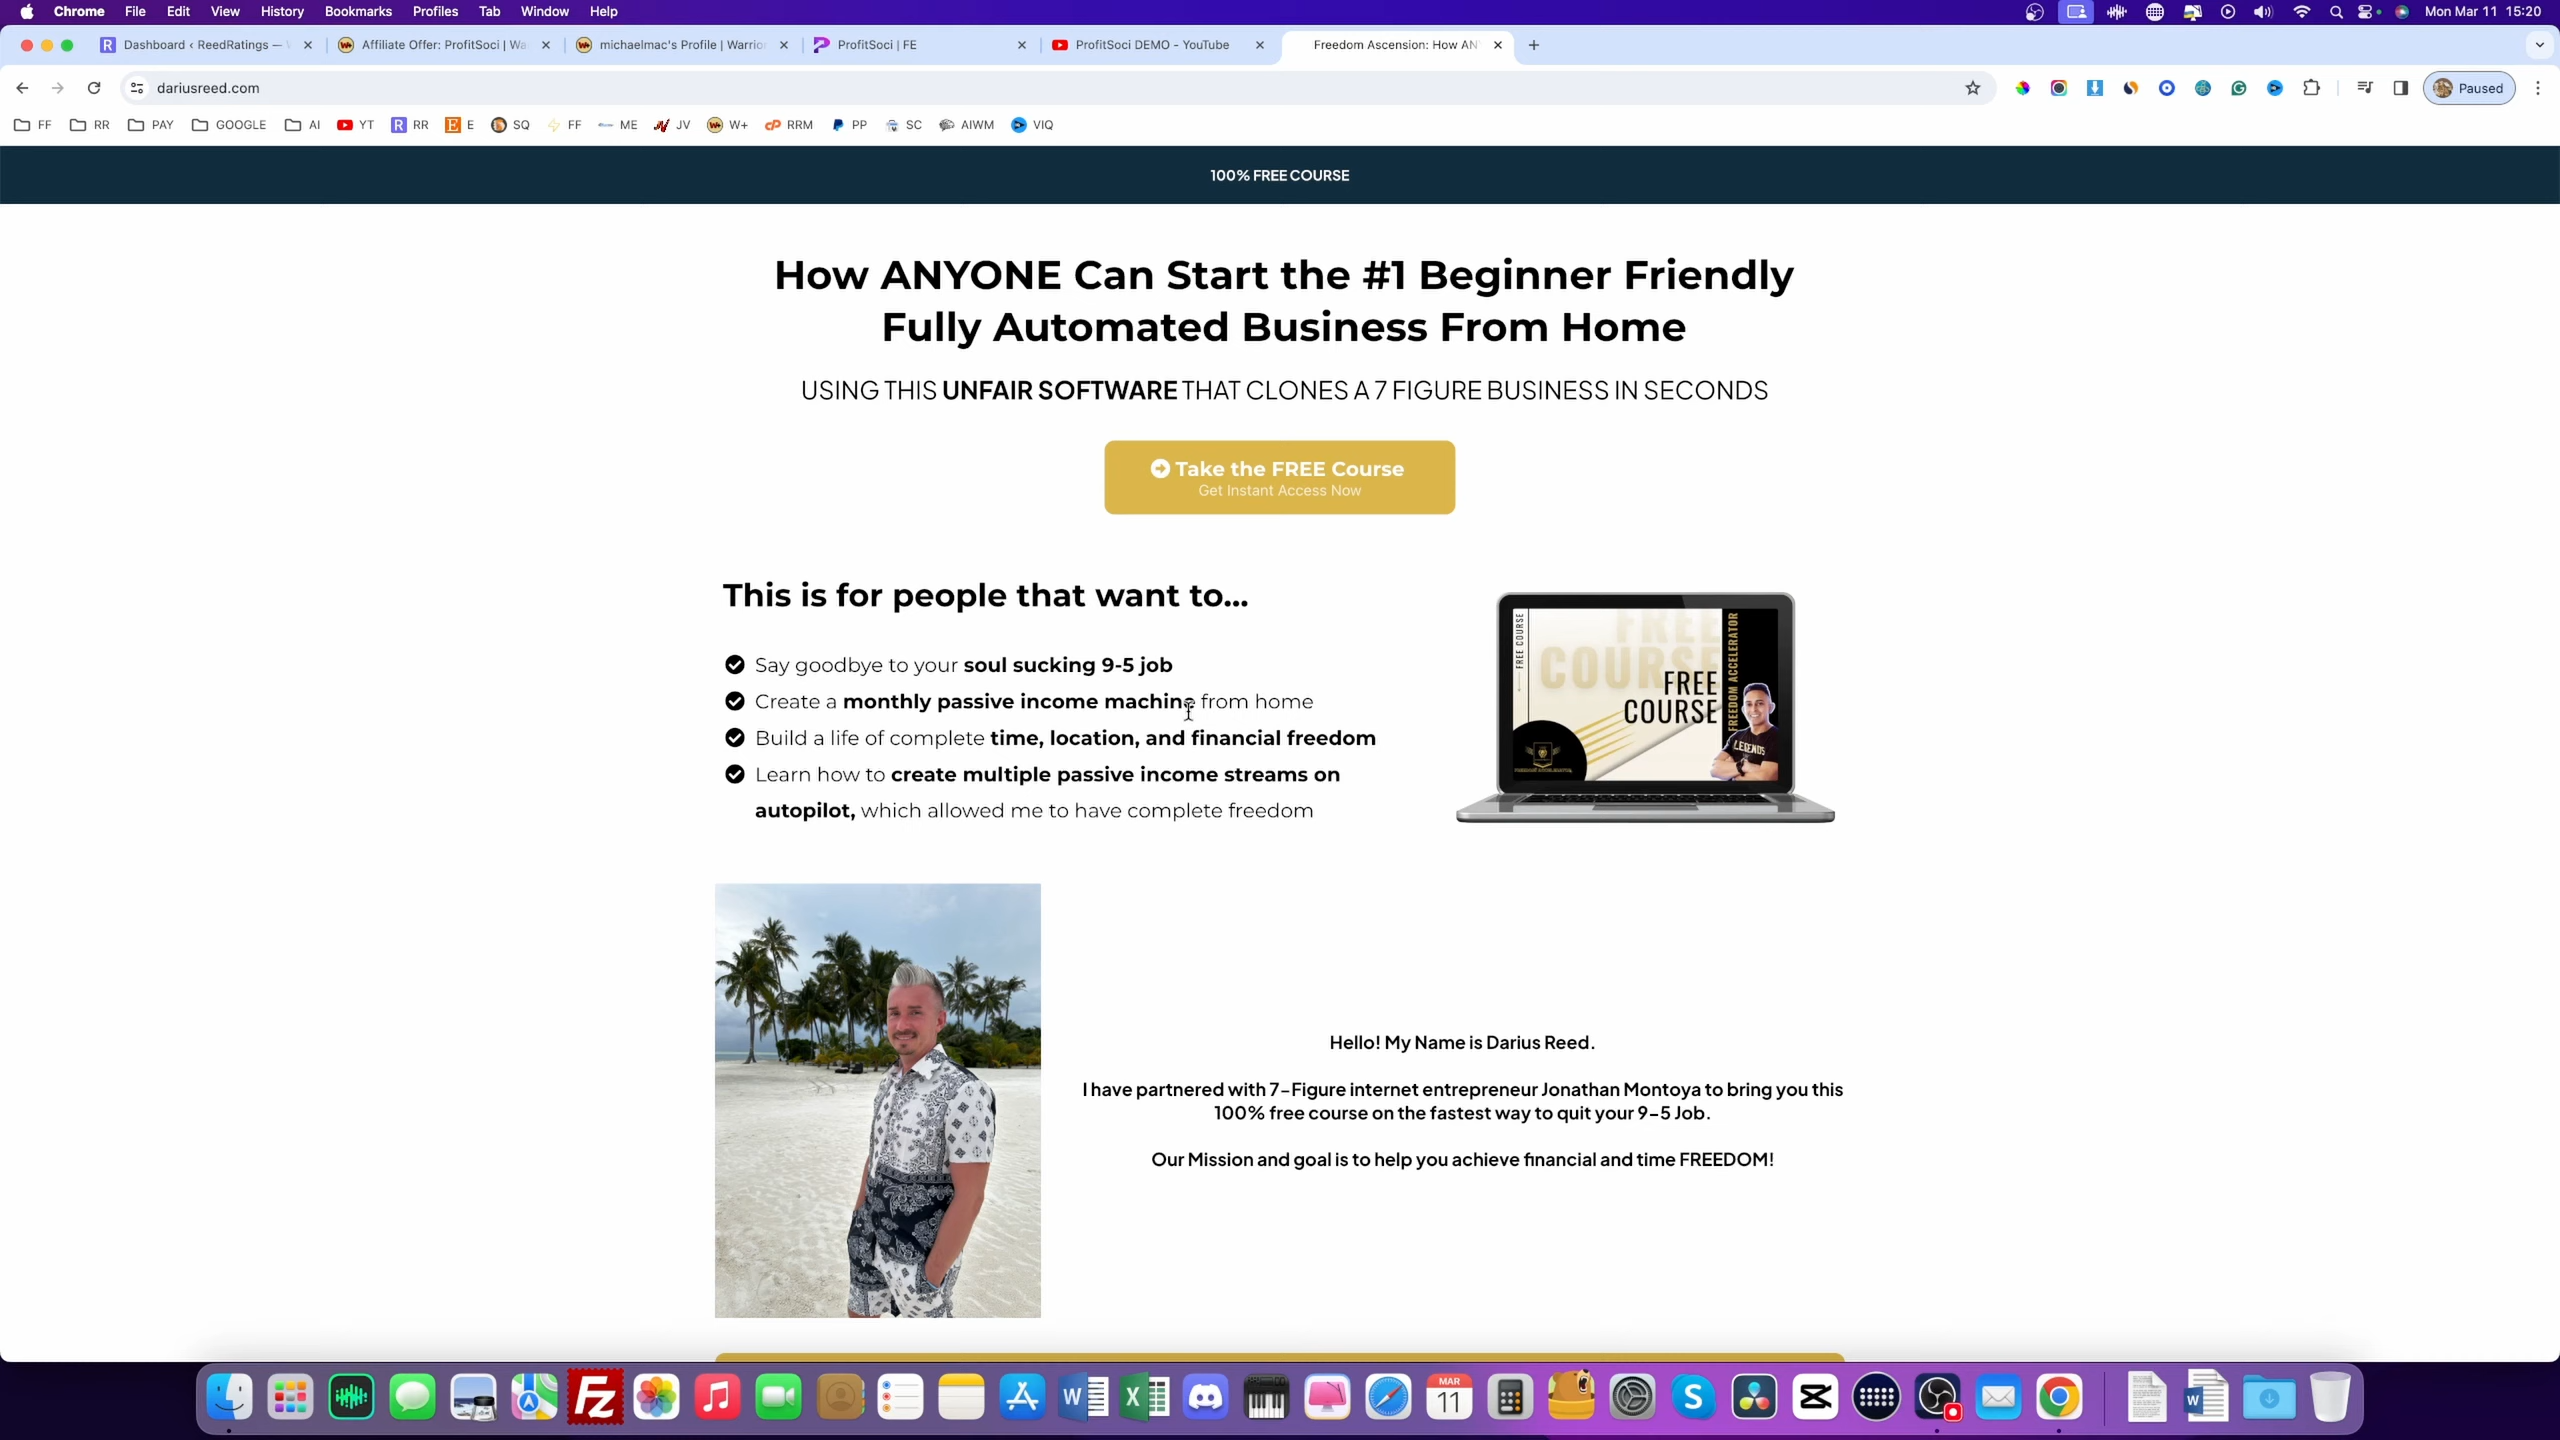 Chrome File Edit View History Bookmarks Profiles Tab Window Help Mon Mar 11 15:20
Dashboard ‹ ReedRatings — Affiliate Offer: ProfitSoci | Wa michaelmac's Profile | Warrior ProfitSoci | FE ProfitSoci DEMO - YouTube Freedom Ascension: How AN
dariusreed.com Paused
FF RR PAY GOOGLE AI YT RR E SQ FF ME JV W+ RRM PP SC AIWM VIQ
100% FREE COURSE
How ANYONE Can Start the #1 Beginner Friendly
Fully Automated Business From Home
USING THIS UNFAIR SOFTWARE THAT CLONES A 7 FIGURE BUSINESS IN SECONDS
Take the FREE Course
Get Instant Access Now
This is for people that want to...
Say goodbye to your soul sucking 9-5 job
Create a monthly passive income machine from home
Build a life of complete time, location, and financial freedom
Learn how to create multiple passive income streams on
autopilot, which allowed me to have complete freedom
FREE COURSE
FREE
COURSE
FREE
COURSE
FREEDOM ACCELERATOR
LEGENDS
Hello! My Name is Darius Reed.
I have partnered with 7-Figure internet entrepreneur Jonathan Montoya to bring you this
100% free course on the fastest way to quit your 9-5 Job.
Our Mission and goal is to help you achieve financial and time FREEDOM!
MAR
11